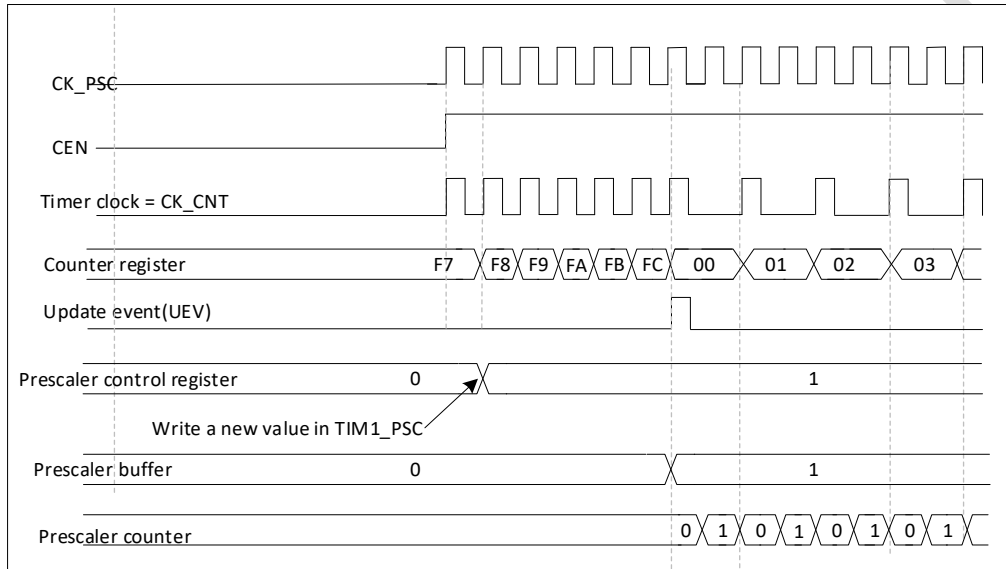 CK_PSC
CEN
Timer clock = CK_CNT
Counter register F7 F8 F9 FA FB FC 00 01 02 03
Update event(UEV)
Prescaler control register 0 1
Write a new value in TIM1_PSC
Prescaler buffer 0 1
Prescaler counter 0 1 0 1 0 1 0 1